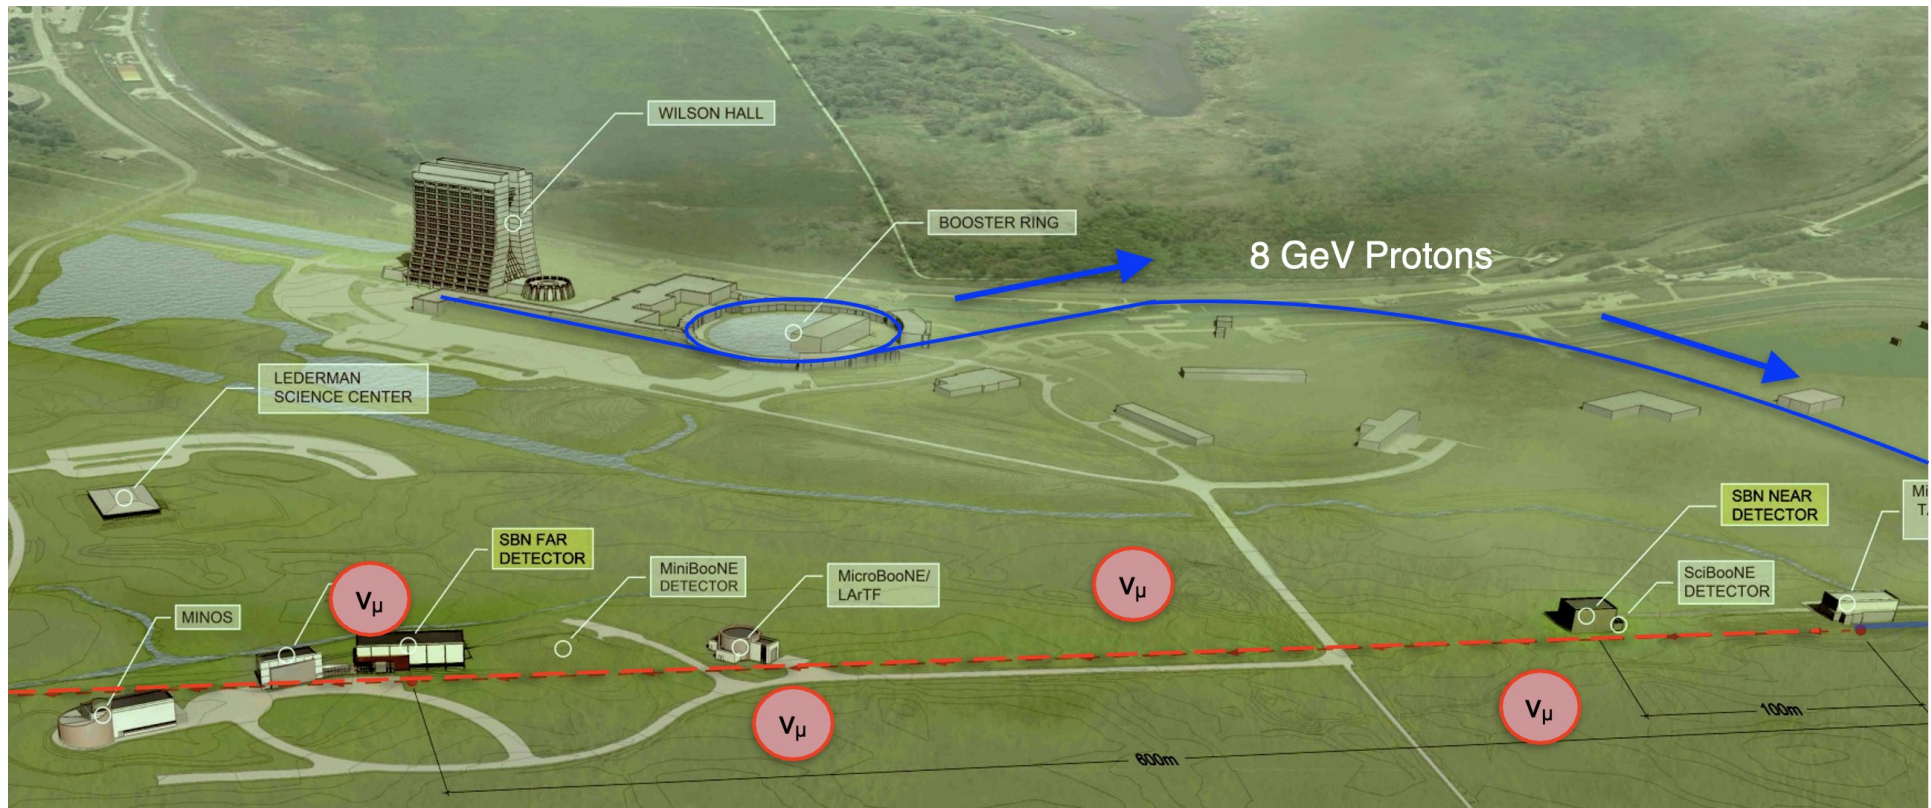 WILSON HALL
BOOSTER RING
8 GeV Protons
LEDERMAN
SCIENCE CENTER
SBN NEAR
DETECTOR
Mi
T
SBN FAR
DETECTOR
MiniBooNE
DETECTOR
MicroBooNE/
LArTF
SciBooNE
DETECTOR
MINOS
νμ
νμ
νμ
νμ
100m
600m